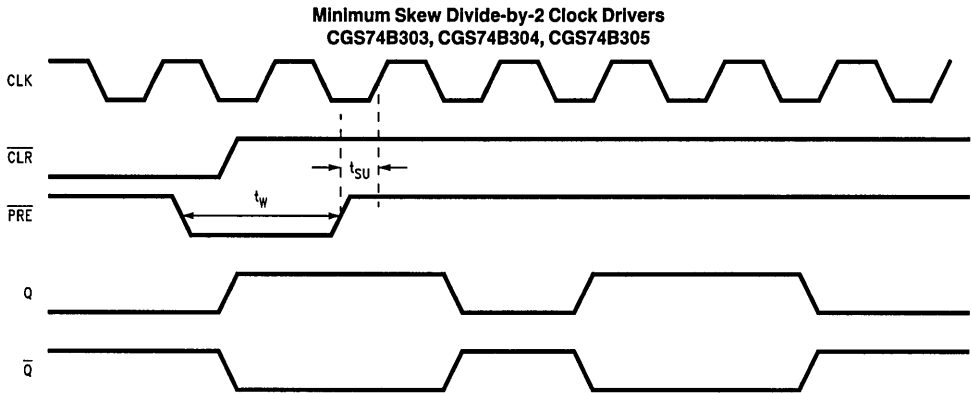 Minimum Skew Divide-by-2 Clock Drivers
CGS74B303, CGS74B304, CGS74B305
CLK
CLR
tSU
tW
PRE
Q
Q